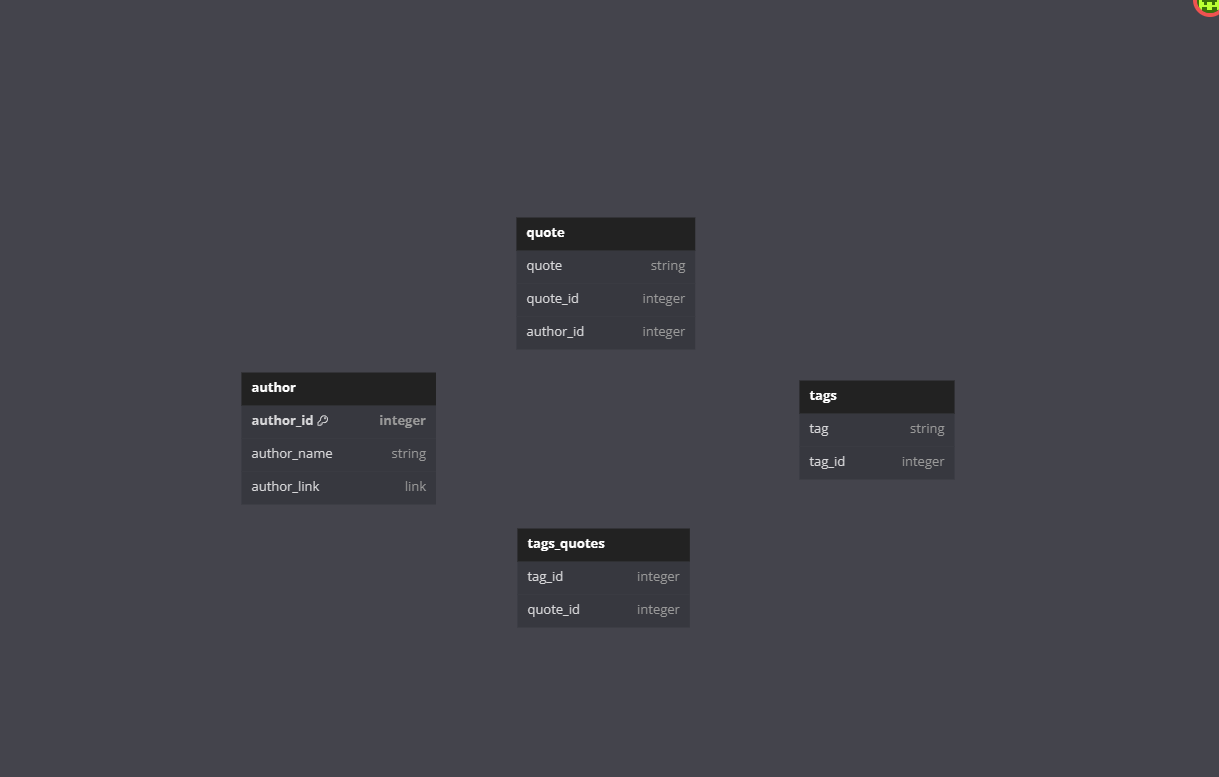 quote
quote string
quote_id integer
author_id integer
author
author_id integer
author_name string
author_link link
tags
tag string
tag_id integer
tags_quotes
tag_id integer
quote_id integer